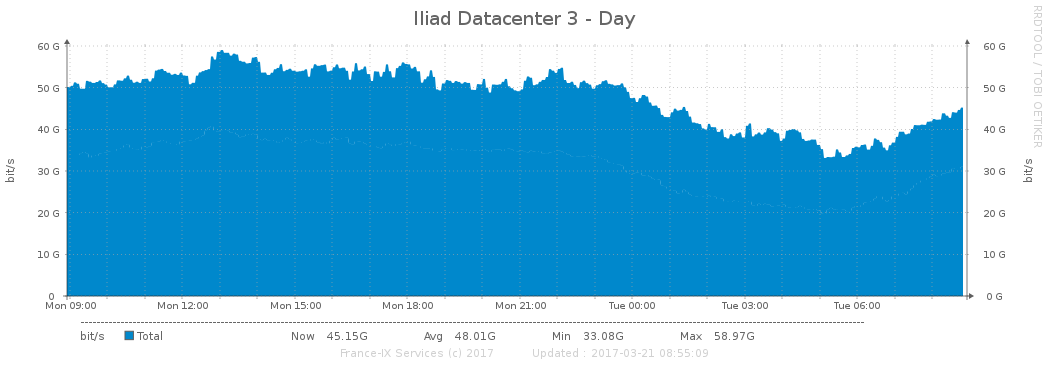 Iliad Datacenter 3 - Day
RRDTOOL / TOBI OETIKER
60 G 60 G
50 G 50 G
40 G 40 G
30 G 30 G
20 G 20 G
10 G 10 G
0 0 G
bit/s bit/s
Mon 09:00 Mon 12:00 Mon 15:00 Mon 18:00 Mon 21:00 Tue 00:00 Tue 03:00 Tue 06:00
bit/s Total Now 45.15G Avg 48.01G Min 33.08G Max 58.97G
France-IX Services (c) 2017 Updated : 2017-03-21 08:55:09